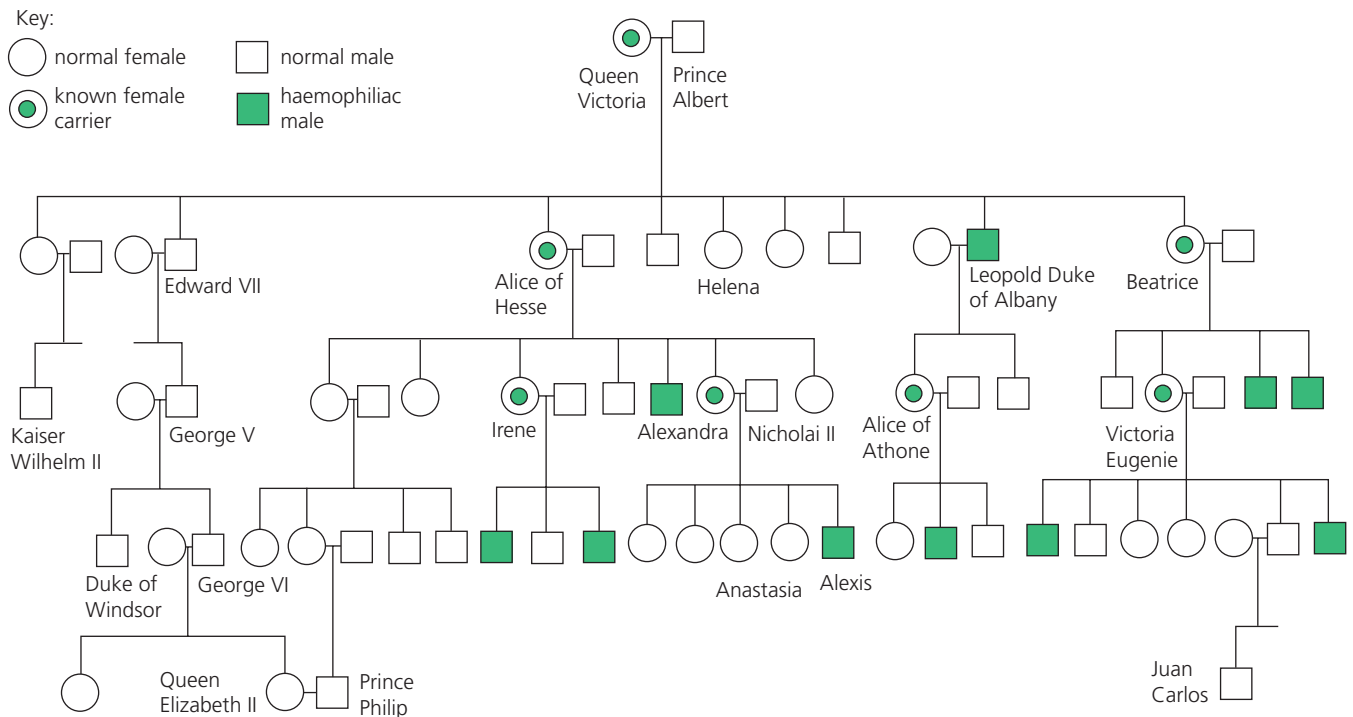 Key:
normal female
normal male
known female
carrier
haemophiliac
male
Queen
Victoria
Prince
Albert
Edward VII
Alice of
Hesse
Helena
Leopold Duke
of Albany
Beatrice
Kaiser
Wilhelm II
George V
Irene
Alexandra
Nicholai II
Alice of
Athone
Victoria
Eugenie
Duke of
Windsor
George VI
Anastasia
Alexis
Queen
Elizabeth II
Prince
Philip
Juan
Carlos